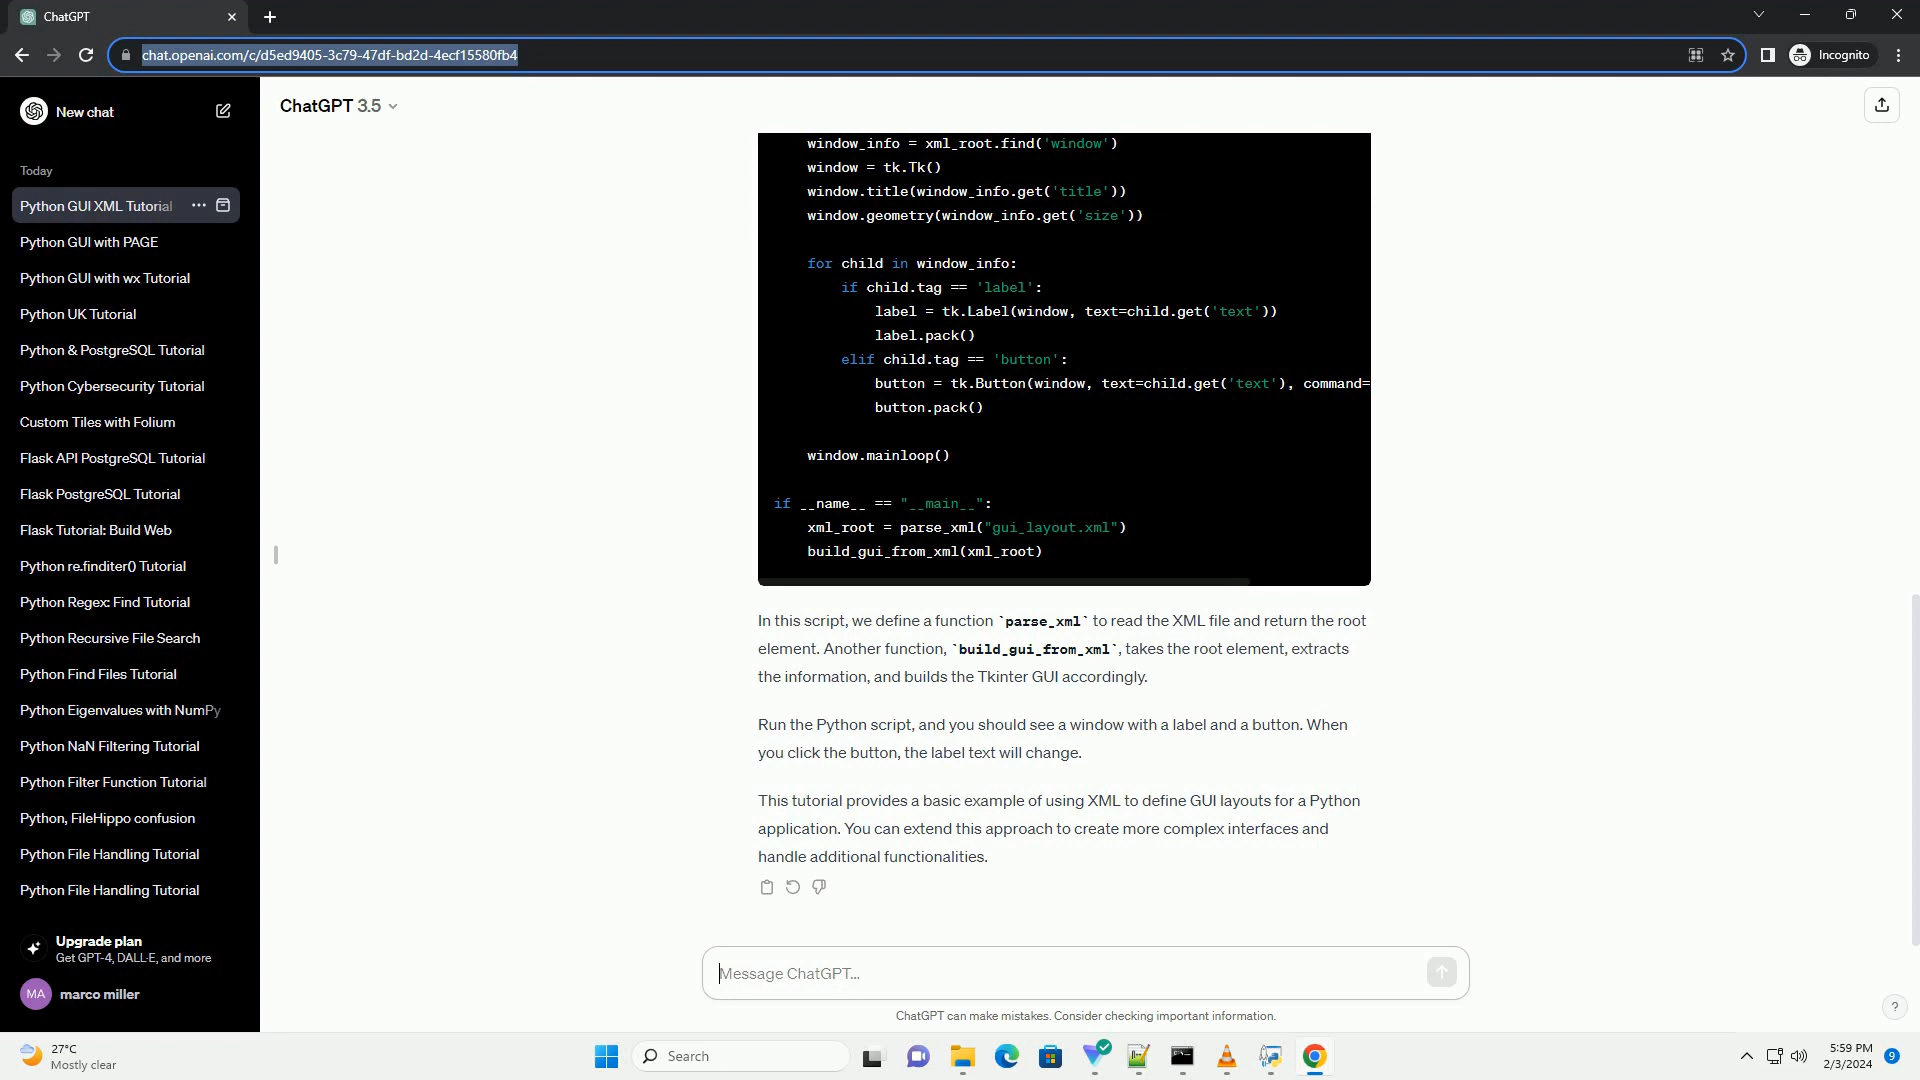 ChatGPT
chat.openai.com/c/d5ed9405-3c79-47df-bd2d-4ecf15580fb4
Incognito
New chat
Today
Python GUI XML Tutorial
Python GUI with PAGE
Python GUI with wx Tutorial
Python UK Tutorial
Python & PostgreSQL Tutorial
Python Cybersecurity Tutorial
Custom Tiles with Folium
Flask API PostgreSQL Tutorial
Flask PostgreSQL Tutorial
Flask Tutorial: Build Web
Python re.finditer() Tutorial
Python Regex: Find Tutorial
Python Recursive File Search
Python Find Files Tutorial
Python Eigenvalues with NumPy
Python NaN Filtering Tutorial
Python Filter Function Tutorial
Python, FileHippo confusion
Python File Handling Tutorial
Python File Handling Tutorial
Upgrade plan
Get GPT-4, DALL·E, and more
MA
marco miller
ChatGPT 3.5
window_info = xml_root.find('window')
window = tk.Tk()
window.title(window_info.get('title'))
window.geometry(window_info.get('size'))
for child in window_info:
if child.tag == 'label':
label = tk.Label(window, text=child.get('text'))
label.pack()
elif child.tag == 'button':
button = tk.Button(window, text=child.get('text'), command=
button.pack()
window.mainloop()
if __name__ == "__main__":
xml_root = parse_xml("gui_layout.xml")
build_gui_from_xml(xml_root)
In this script, we define a function `parse_xml` to read the XML file and return the root
element. Another function, `build_gui_from_xml`, takes the root element, extracts
the information, and builds the Tkinter GUI accordingly.
Run the Python script, and you should see a window with a label and a button. When
you click the button, the label text will change.
This tutorial provides a basic example of using XML to define GUI layouts for a Python
application. You can extend this approach to create more complex interfaces and
handle additional functionalities.
Message ChatGPT...
ChatGPT can make mistakes. Consider checking important information.
?
27°C
Mostly clear
Search
5:59 PM
2/3/2024
9